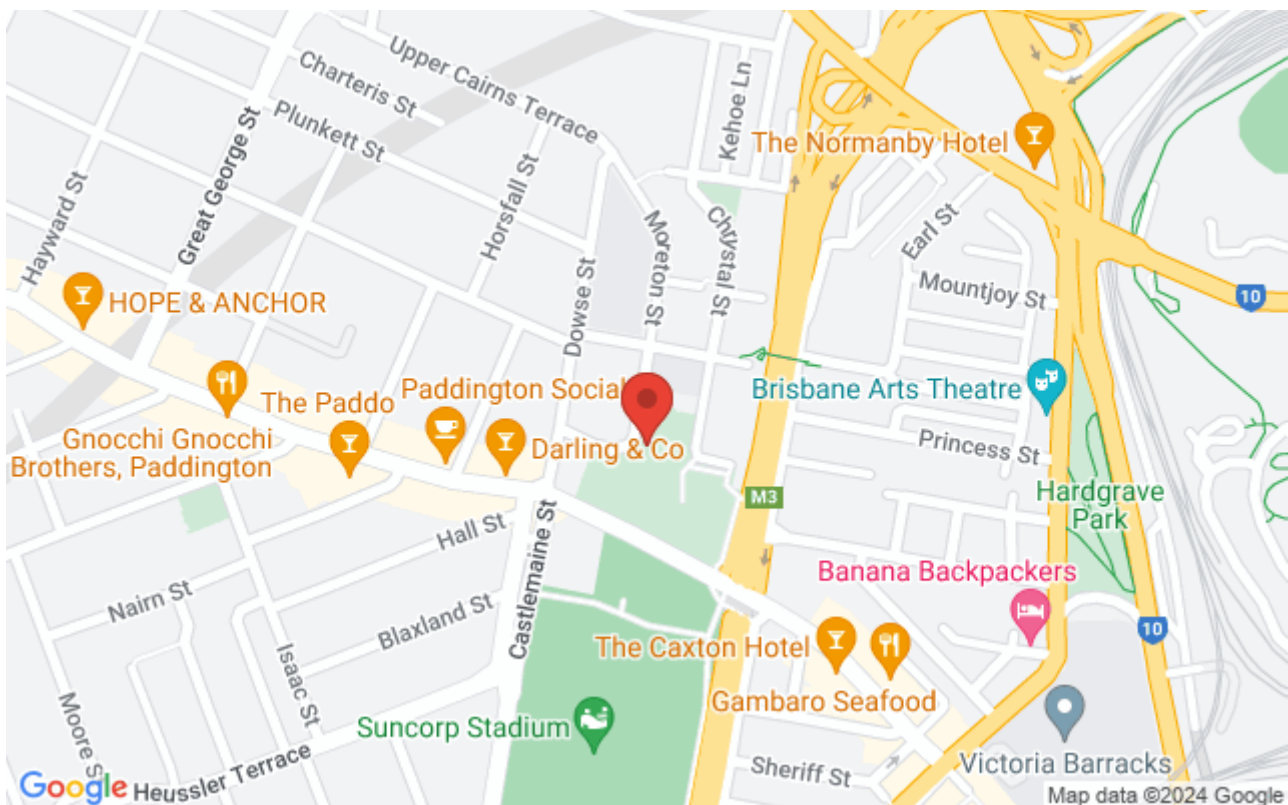 Upper Cairns Terrace
Charteris St
Plunkett St
Great George St
Hayward St
Horsfall St
Kehoe Ln
The Normanby Hotel
Chrystal St
Moreton St
Dowse St
Earl St
Mountjoy St
10
HOPE & ANCHOR
The Paddo
Paddington Social
Gnocchi Gnocchi
Brothers, Paddington
Darling & Co
Brisbane Arts Theatre
Princess St
M3
Hardgrave
Park
Hall St
Castlemaine St
Nairn St
Blaxland St
Isaac St
Banana Backpackers
10
The Caxton Hotel
Gambaro Seafood
Suncorp Stadium
Moore S
Heussler Terrace
Sheriff St
Victoria Barracks
Google
Map data ©2024 Google